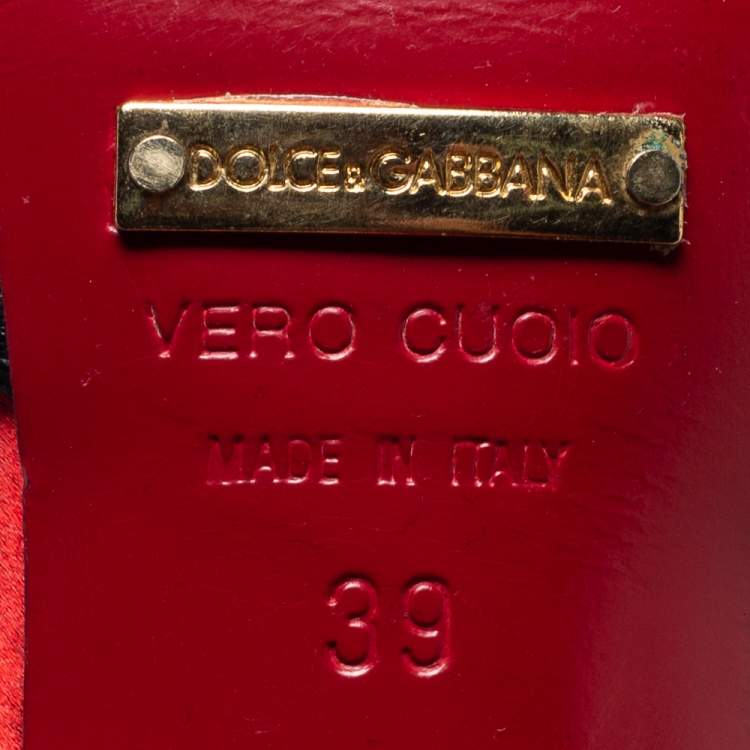 DOLCE&GABBANA
VERO CUOIO
MADE IN ITALY
39